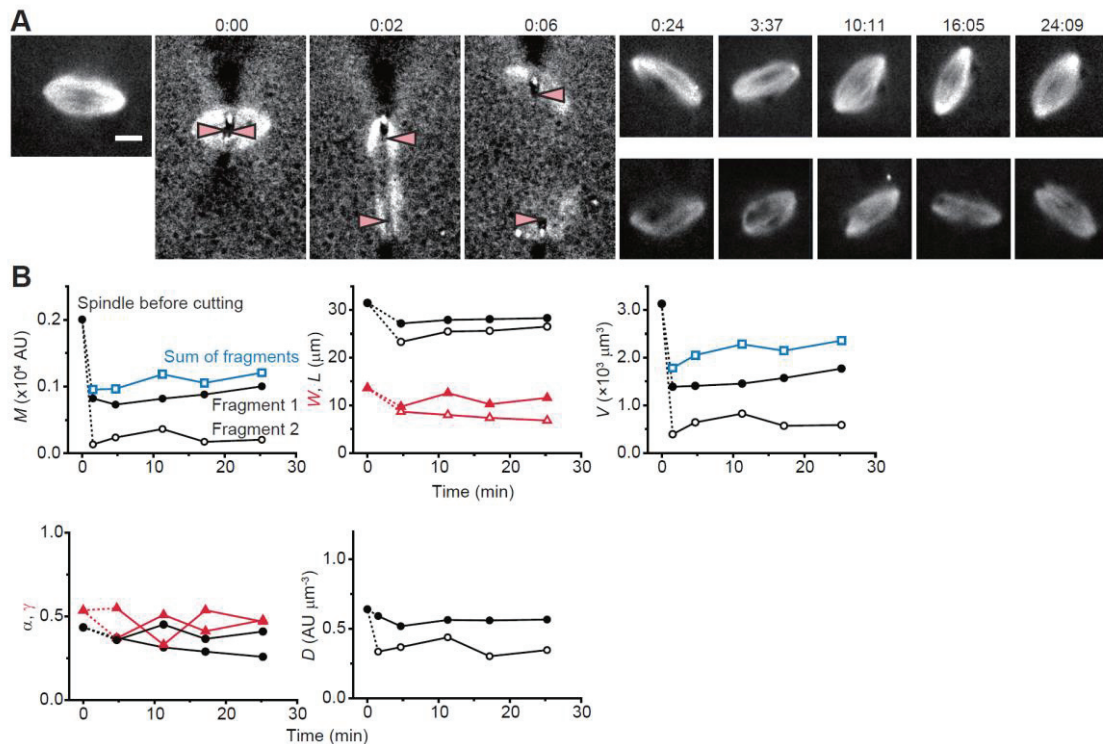 A
0:00 0:02 0:06 0:24 3:37 10:11 16:05 24:09
B
M (×10⁴ AU)
0.2
0.1
0.0
0 10 20 30
Spindle before cutting
Sum of fragments
Fragment 1
Fragment 2
W, L (μm)
30
20
10
0
0 10 20 30
Time (min)
V (×10³ μm³)
3.0
2.0
1.0
0.0
0 10 20 30
α, γ
1.0
0.5
0.0
0 10 20 30
Time (min)
D (AU μm⁻³)
1.0
0.5
0.0
0 10 20 30